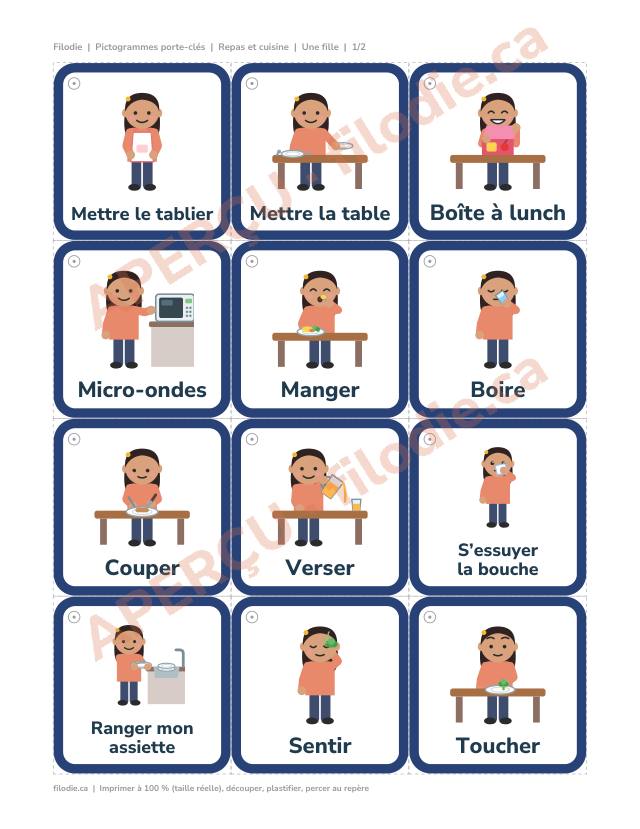 Filodie | Pictogrammes porte-clés | Repas et cuisine | Une fille | 1/2
Mettre le tablier
Mettre la table
Boîte à lunch
Micro-ondes
Manger
Boire
Couper
Verser
S’essuyer
la bouche
Ranger mon
assiette
Sentir
Toucher
APERÇU · filodie.ca
APERÇU · filodie.ca
filodie.ca | Imprimer à 100 % (taille réelle), découper, plastifier, percer au repère